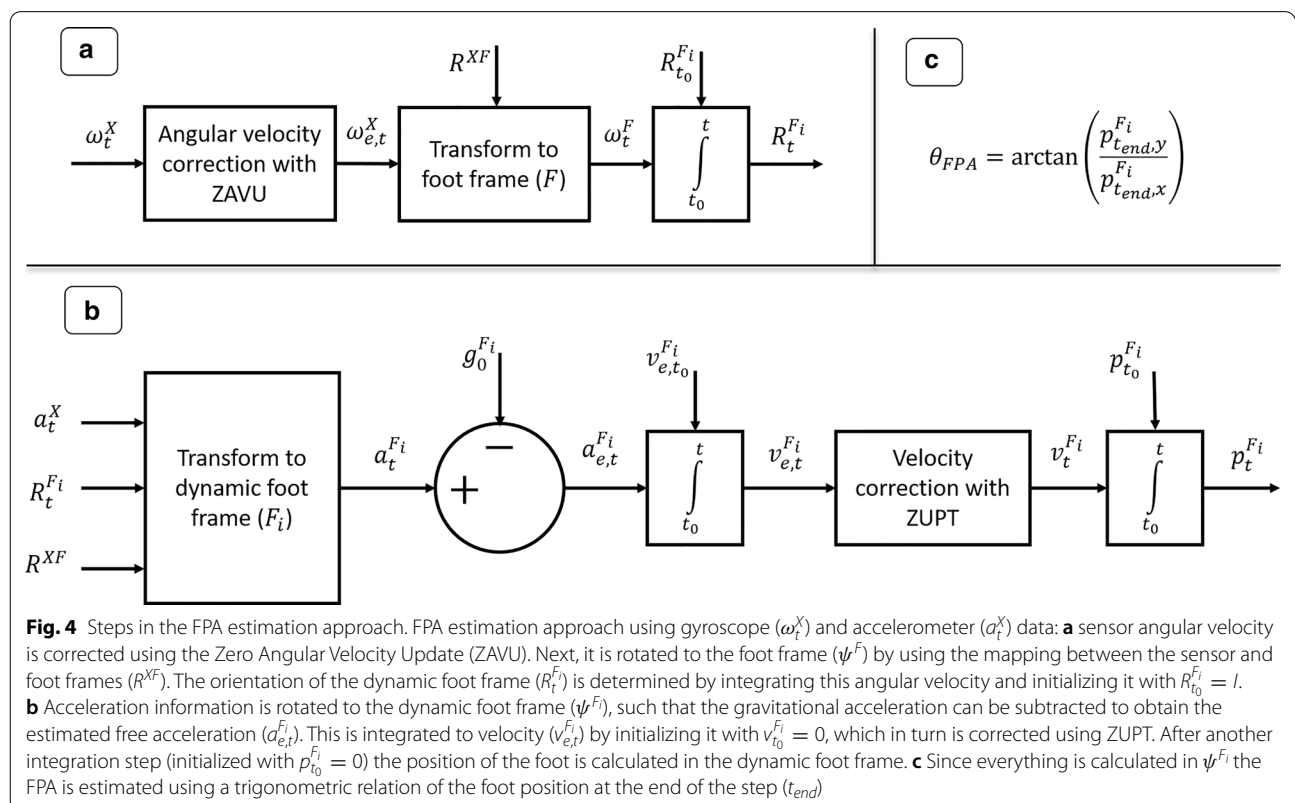 a
ω_t^X
Angular velocity
correction with
ZAVU
ω_{e,t}^X
R^{XF}
Transform to
foot frame (F)
ω_t^F
R_{t_0}^{F_i}
∫_{t_0}^{t}
R_t^{F_i}
c
θ_{FPA} = arctan(p_{t_{end},y}^{F_i} / p_{t_{end},x}^{F_i})
b
a_t^X
R_t^{F_i}
R^{XF}
Transform to
dynamic foot
frame (F_i)
a_t^{F_i}
g_0^{F_i}
−
+
a_{e,t}^{F_i}
v_{e,t_0}^{F_i}
∫_{t_0}^{t}
v_{e,t}^{F_i}
Velocity
correction with
ZUPT
v_t^{F_i}
p_{t_0}^{F_i}
∫_{t_0}^{t}
p_t^{F_i}
Fig. 4 Steps in the FPA estimation approach. FPA estimation approach using gyroscope (ω_t^X) and accelerometer (a_t^X) data: a sensor angular velocity
is corrected using the Zero Angular Velocity Update (ZAVU). Next, it is rotated to the foot frame (ψ^F) by using the mapping between the sensor and
foot frames (R^{XF}). The orientation of the dynamic foot frame (R_t^{F_i}) is determined by integrating this angular velocity and initializing it with R_{t_0}^{F_i} = I.
b Acceleration information is rotated to the dynamic foot frame (ψ^{F_i}), such that the gravitational acceleration can be subtracted to obtain the
estimated free acceleration (a_{e,t}^{F_i}). This is integrated to velocity (v_{e,t}^{F_i}) by initializing it with v_{t_0}^{F_i} = 0, which in turn is corrected using ZUPT. After another
integration step (initialized with p_{t_0}^{F_i} = 0) the position of the foot is calculated in the dynamic foot frame. c Since everything is calculated in ψ^{F_i} the
FPA is estimated using a trigonometric relation of the foot position at the end of the step (t_{end})